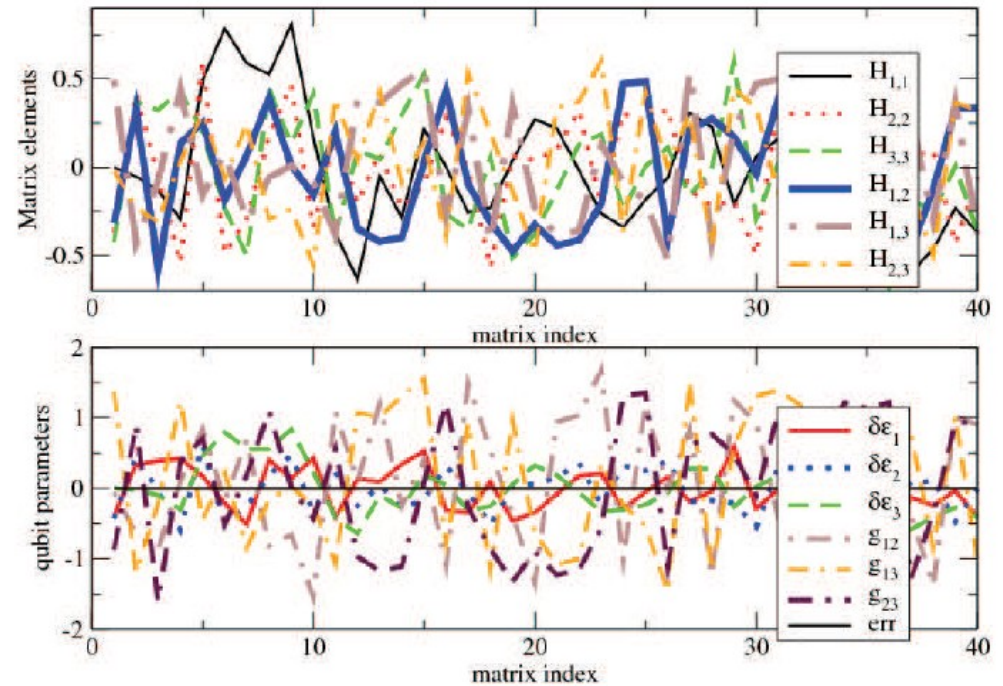 Matrix elements
0.5
0
-0.5
0
10
20
30
40
matrix index
H1,1
H2,2
H3,3
H1,2
H1,3
H2,3
qubit parameters
2
1
0
-1
-2
0
10
20
30
40
matrix index
δε1
δε2
δε3
g12
g13
g23
err